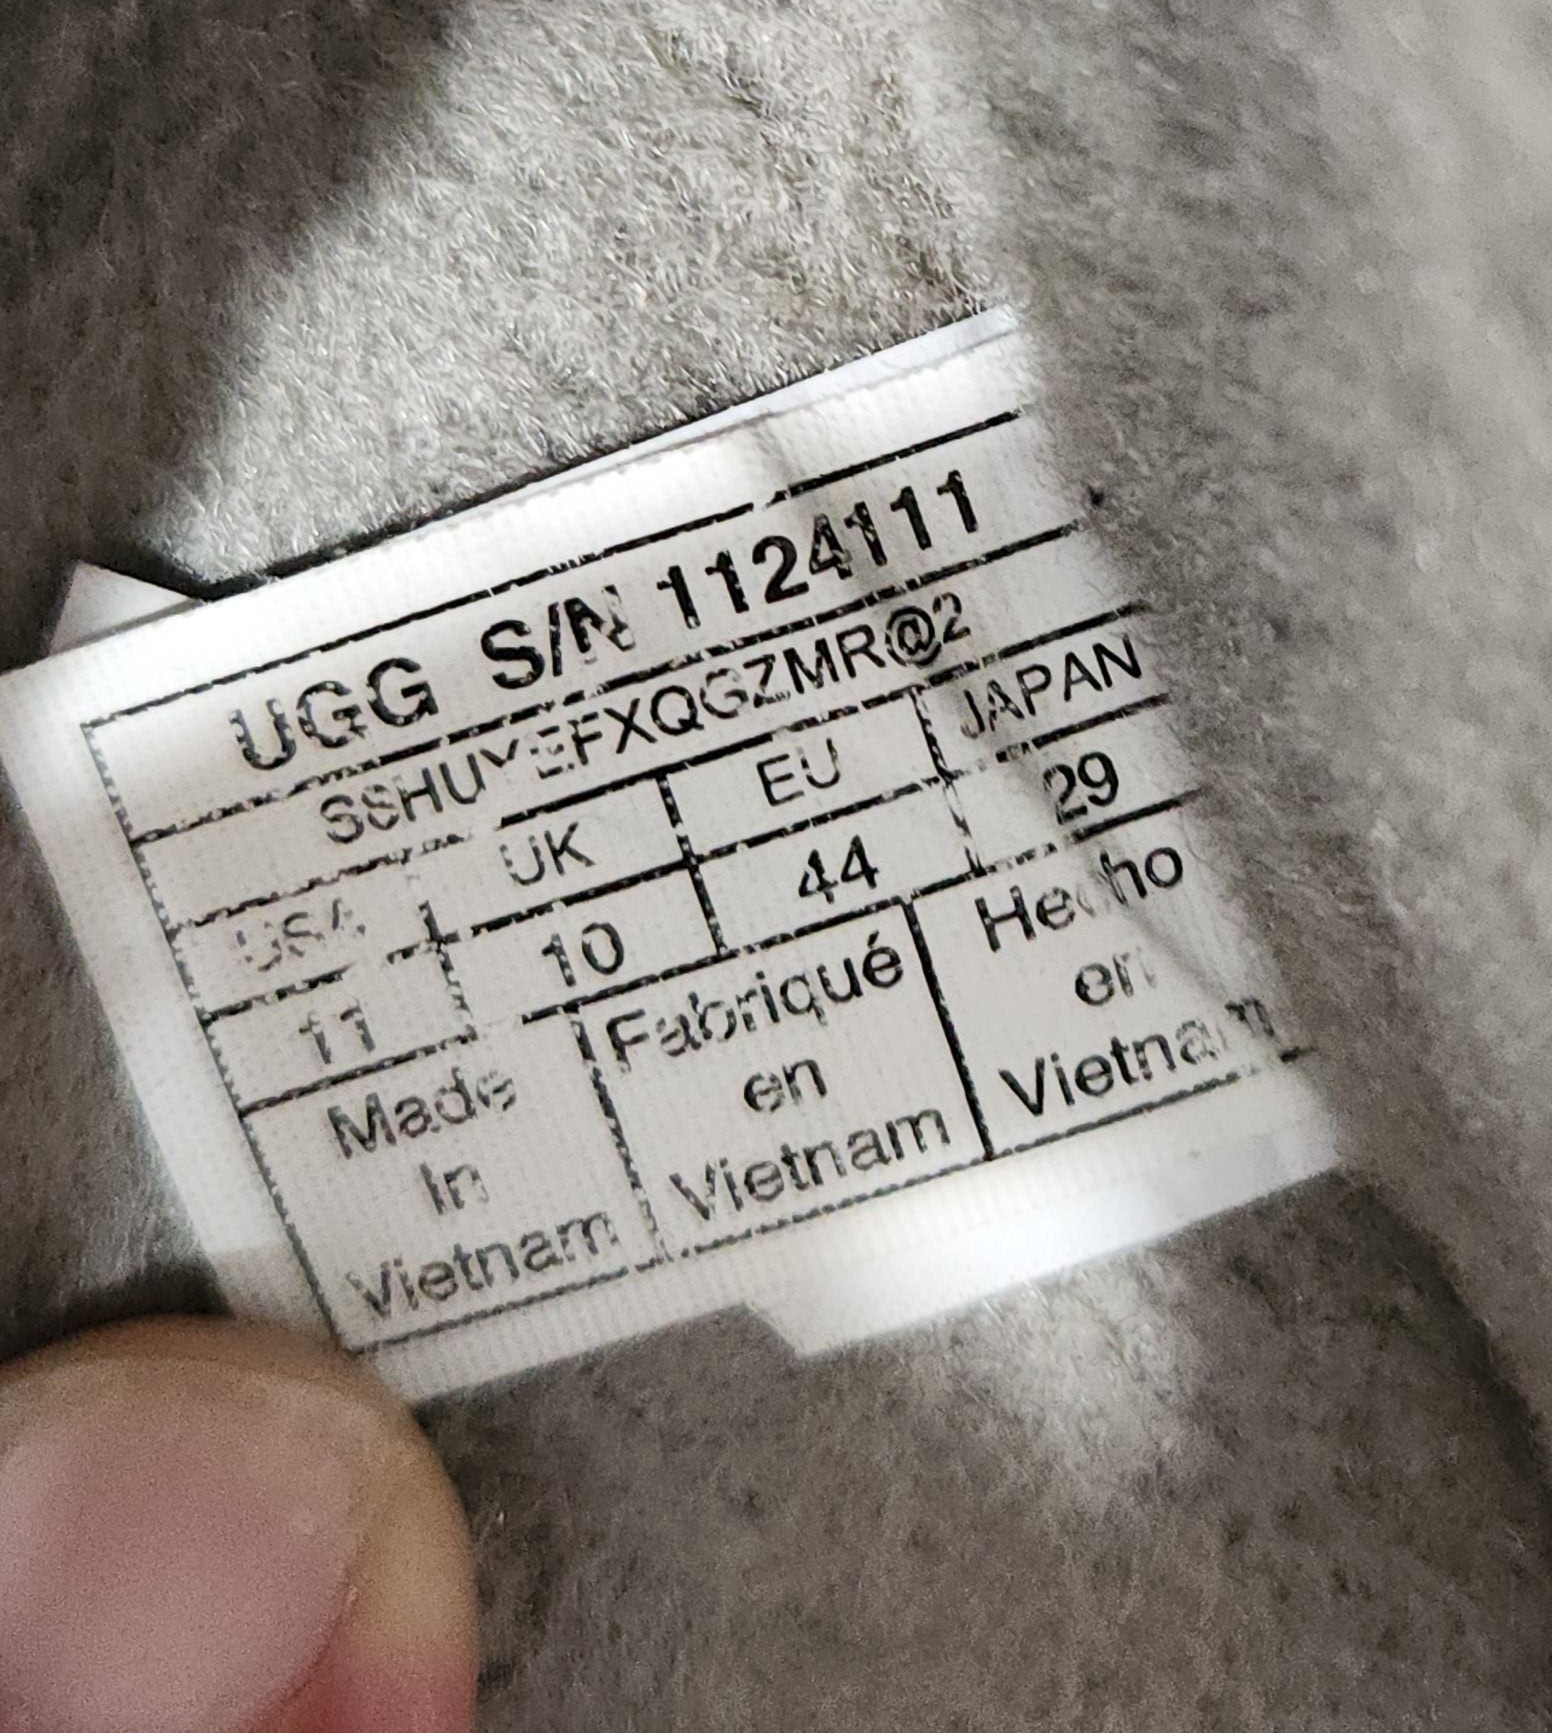 UGG S/N 1124111
SSHUYEFXQGZMR@2
USA UK EU JAPAN
11 10 44 29
Made
In
Vietnam
Fabriqué
en
Vietnam
Hecho
en
Vietnam